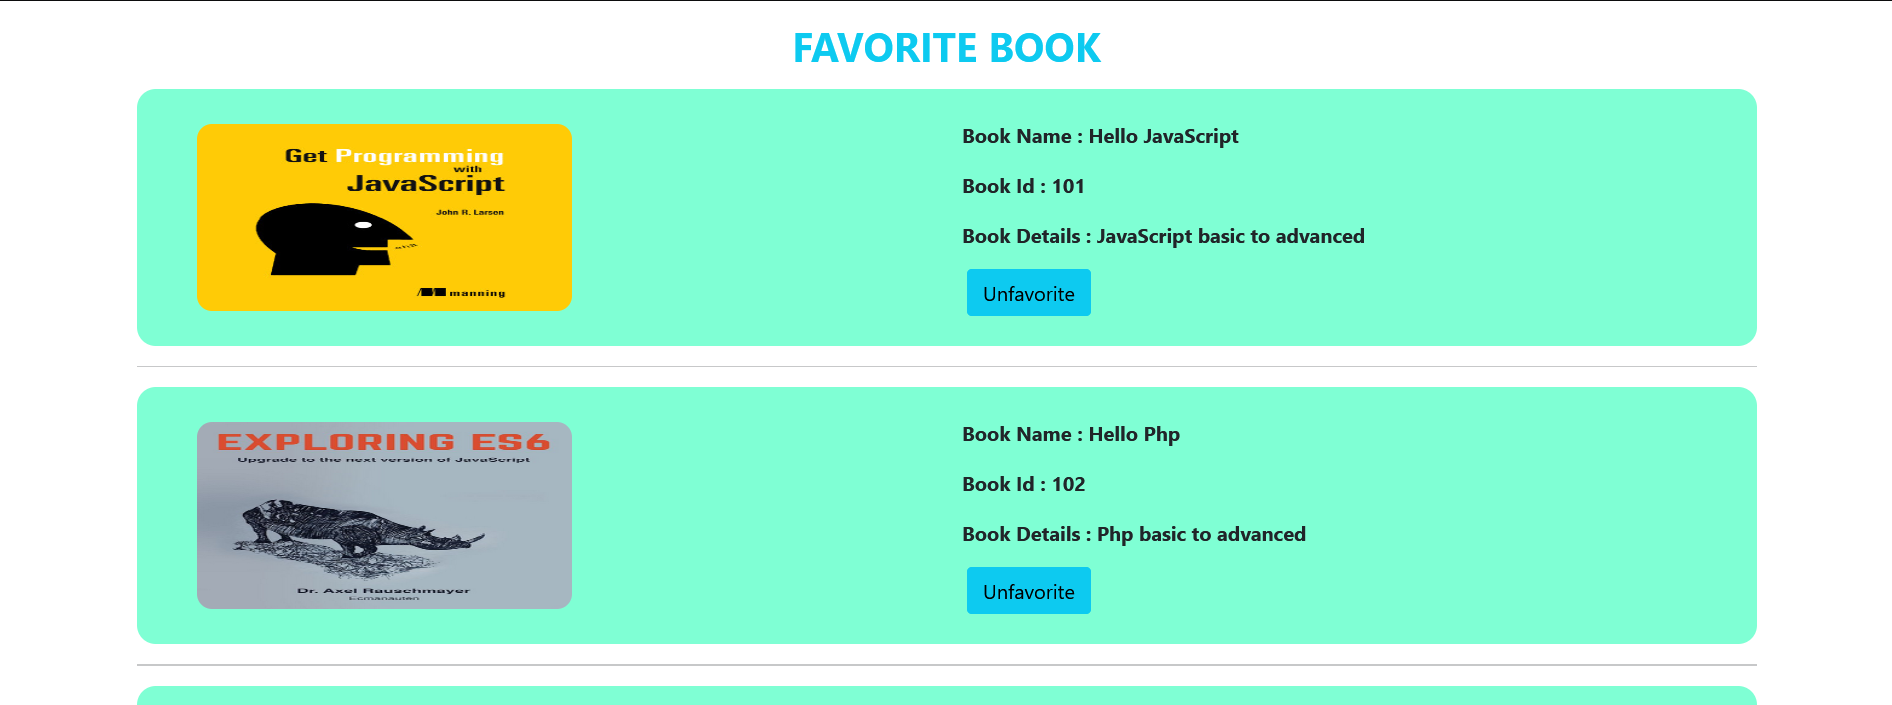 FAVORITE BOOK
Get Programming
with
JavaScript
John R. Larsen
manning
Book Name : Hello JavaScript
Book Id : 101
Book Details : JavaScript basic to advanced
Unfavorite
EXPLORING ES6
Upgrade to the next version of JavaScript
Dr. Axel Rauschmayer
Ecmanauten
Book Name : Hello Php
Book Id : 102
Book Details : Php basic to advanced
Unfavorite